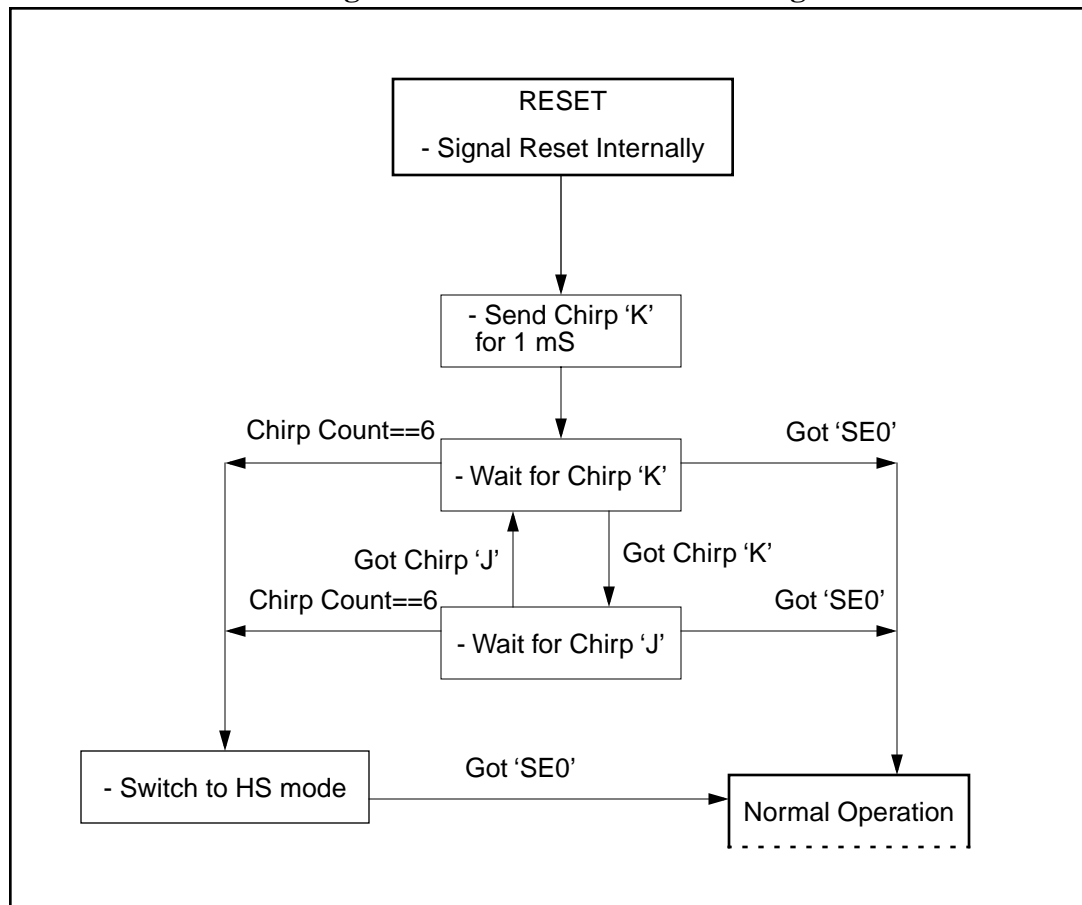 RESET
- Signal Reset Internally
- Send Chirp ‘K’
for 1 mS
Chirp Count==6
Got ‘SE0’
- Wait for Chirp ‘K’
Got Chirp ‘J’
Got Chirp ‘K’
Chirp Count==6
Got ‘SE0’
- Wait for Chirp ‘J’
- Switch to HS mode
Got ‘SE0’
Normal Operation